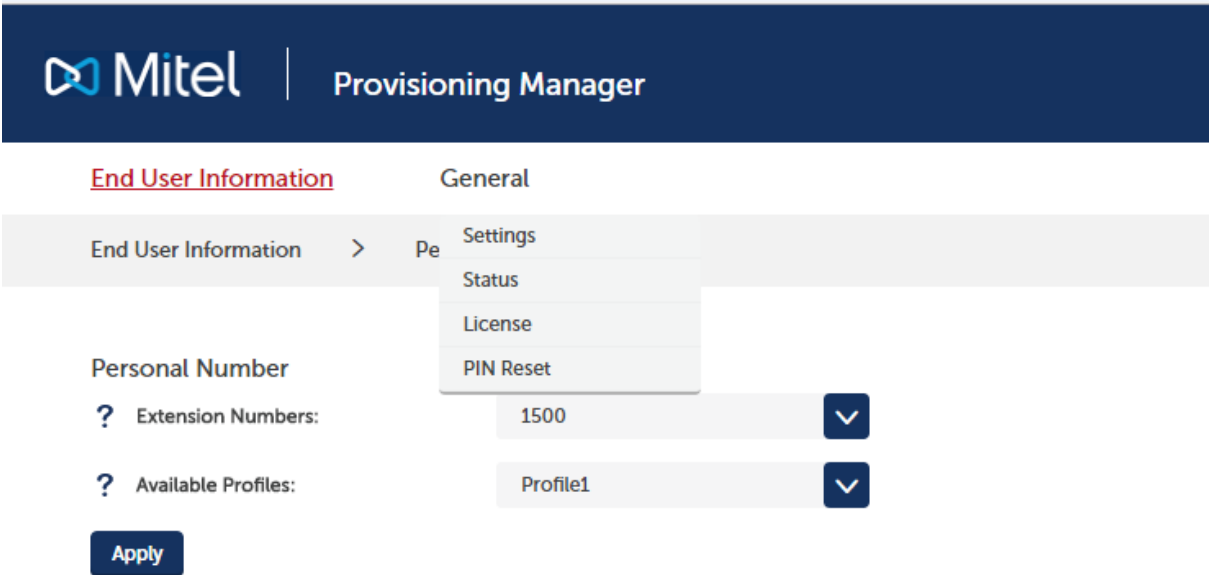 Mitel | Provisioning Manager
End User Information General
End User Information > Pe
Settings
Status
License
PIN Reset
Personal Number
? Extension Numbers: 1500
? Available Profiles: Profile1
Apply